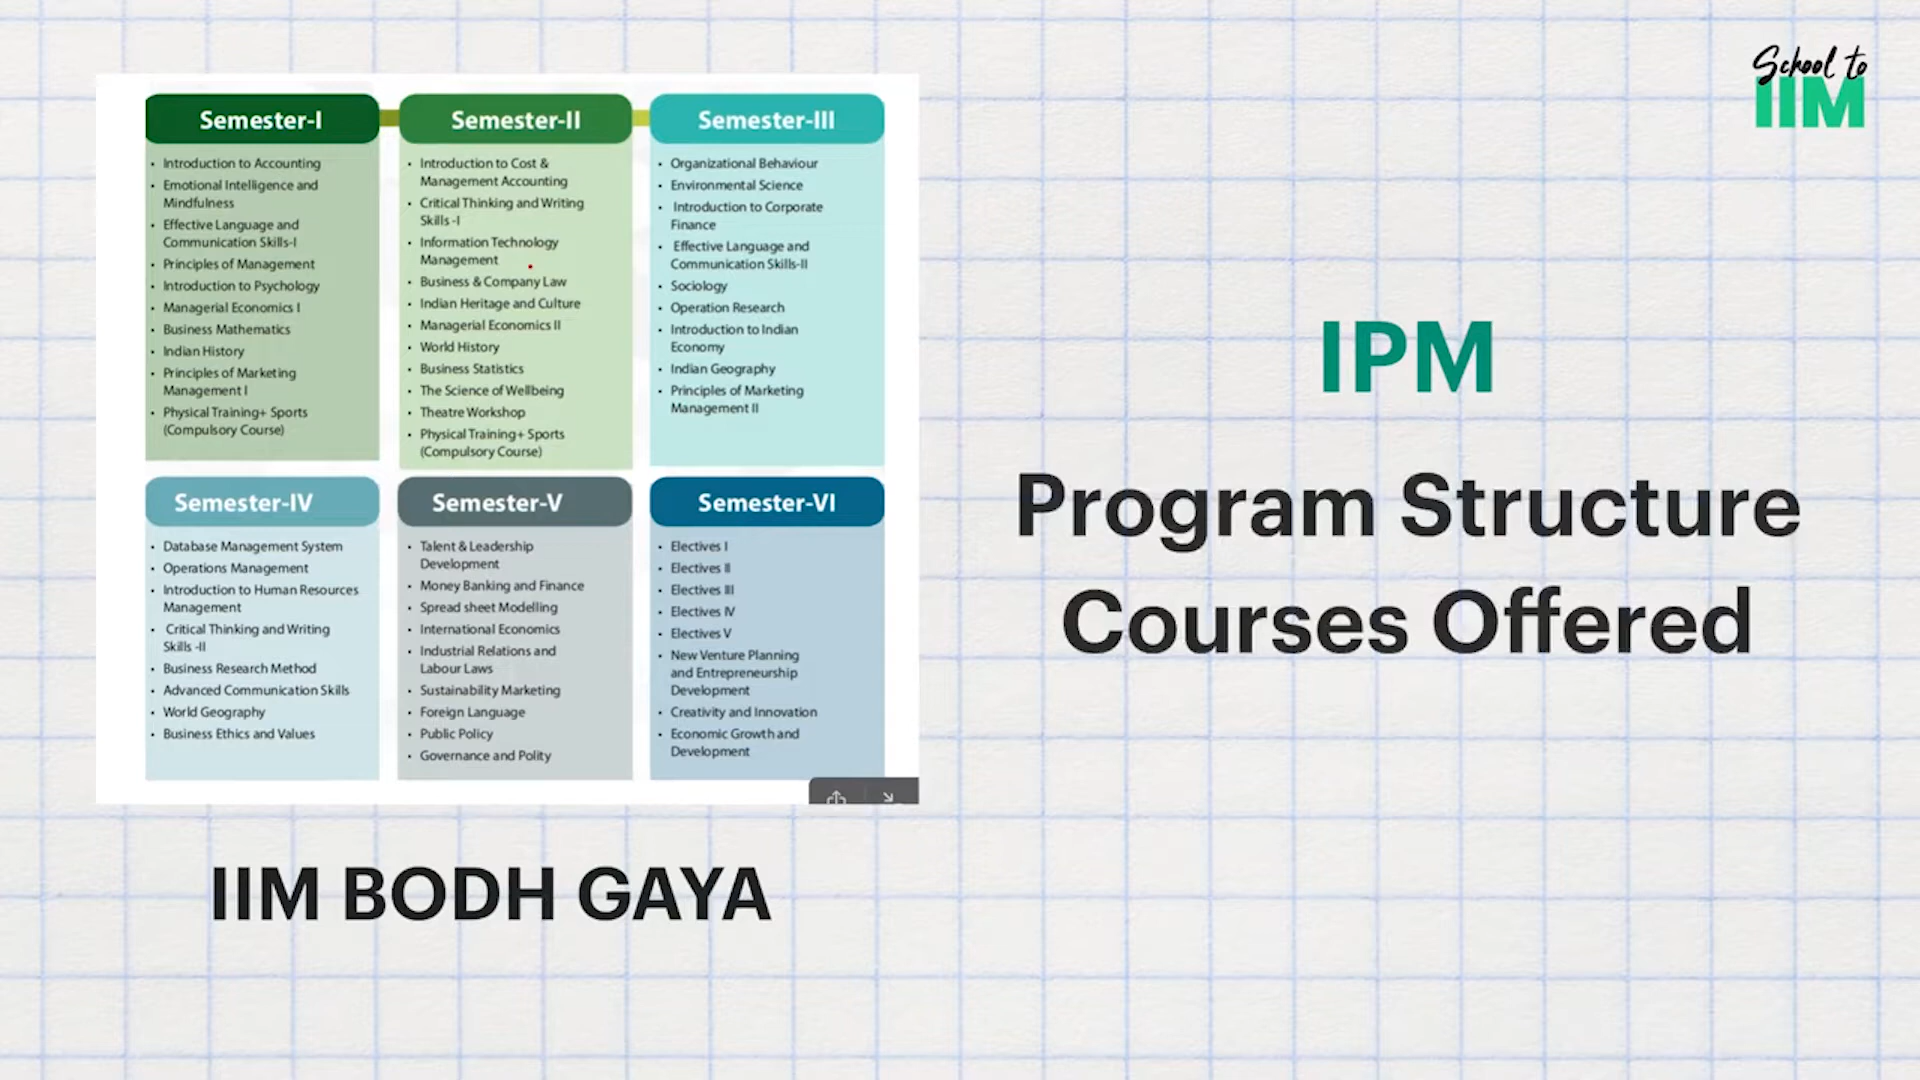 School to
IIM
Semester-I
• Introduction to Accounting
• Emotional Intelligence and
Mindfulness
• Effective Language and
Communication Skills-I
• Principles of Management
• Introduction to Psychology
• Managerial Economics I
• Business Mathematics
• Indian History
• Principles of Marketing
Management I
• Physical Training+ Sports
(Compulsory Course)
Semester-II
• Introduction to Cost &
Management Accounting
• Critical Thinking and Writing
Skills -I
• Information Technology
Management
• Business & Company Law
• Indian Heritage and Culture
• Managerial Economics II
• World History
• Business Statistics
• The Science of Wellbeing
• Theatre Workshop
• Physical Training+ Sports
(Compulsory Course)
Semester-III
• Organizational Behaviour
• Environmental Science
• Introduction to Corporate
Finance
• Effective Language and
Communication Skills-II
• Sociology
• Operation Research
• Introduction to Indian
Economy
• Indian Geography
• Principles of Marketing
Management II
Semester-IV
• Database Management System
• Operations Management
• Introduction to Human Resources
Management
• Critical Thinking and Writing
Skills -II
• Business Research Method
• Advanced Communication Skills
• World Geography
• Business Ethics and Values
Semester-V
• Talent & Leadership
Development
• Money Banking and Finance
• Spread sheet Modelling
• International Economics
• Industrial Relations and
Labour Laws
• Sustainability Marketing
• Foreign Language
• Public Policy
• Governance and Polity
Semester-VI
• Electives I
• Electives II
• Electives III
• Electives IV
• Electives V
• New Venture Planning
and Entrepreneurship
Development
• Creativity and Innovation
• Economic Growth and
Development
IPM
Program Structure
Courses Offered
IIM BODH GAYA